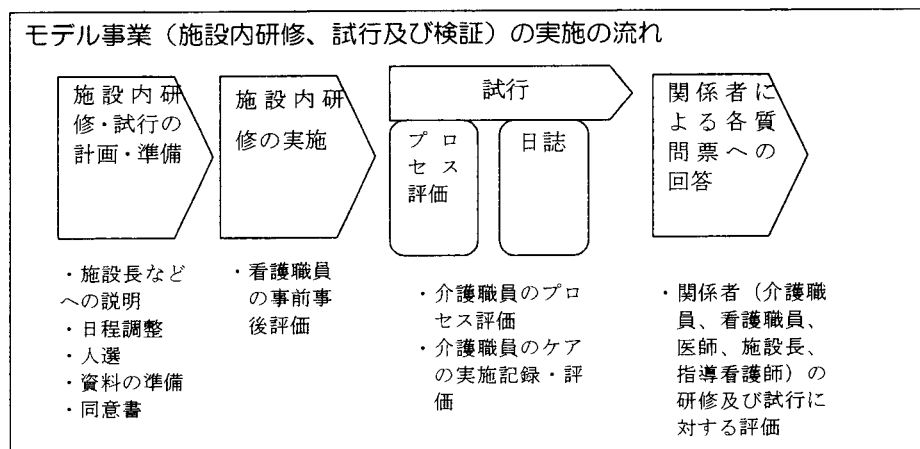 モデル事業（施設内研修、試行及び検証）の実施の流れ
施設内研
修・試行の
計画・準備
施設内研
修の実施
試行
プロ
セス
評価
日誌
関係者に
よる各質
問票への
回答
・施設長など
への説明
・日程調整
・人選
・資料の準備
・同意書
・看護職員
の事前事
後評価
・介護職員のプロ
セス評価
・介護職員のケア
の実施記録・評
価
・関係者（介護職
員、看護職員、
医師、施設長、
指導看護師）の
研修及び試行に
対する評価